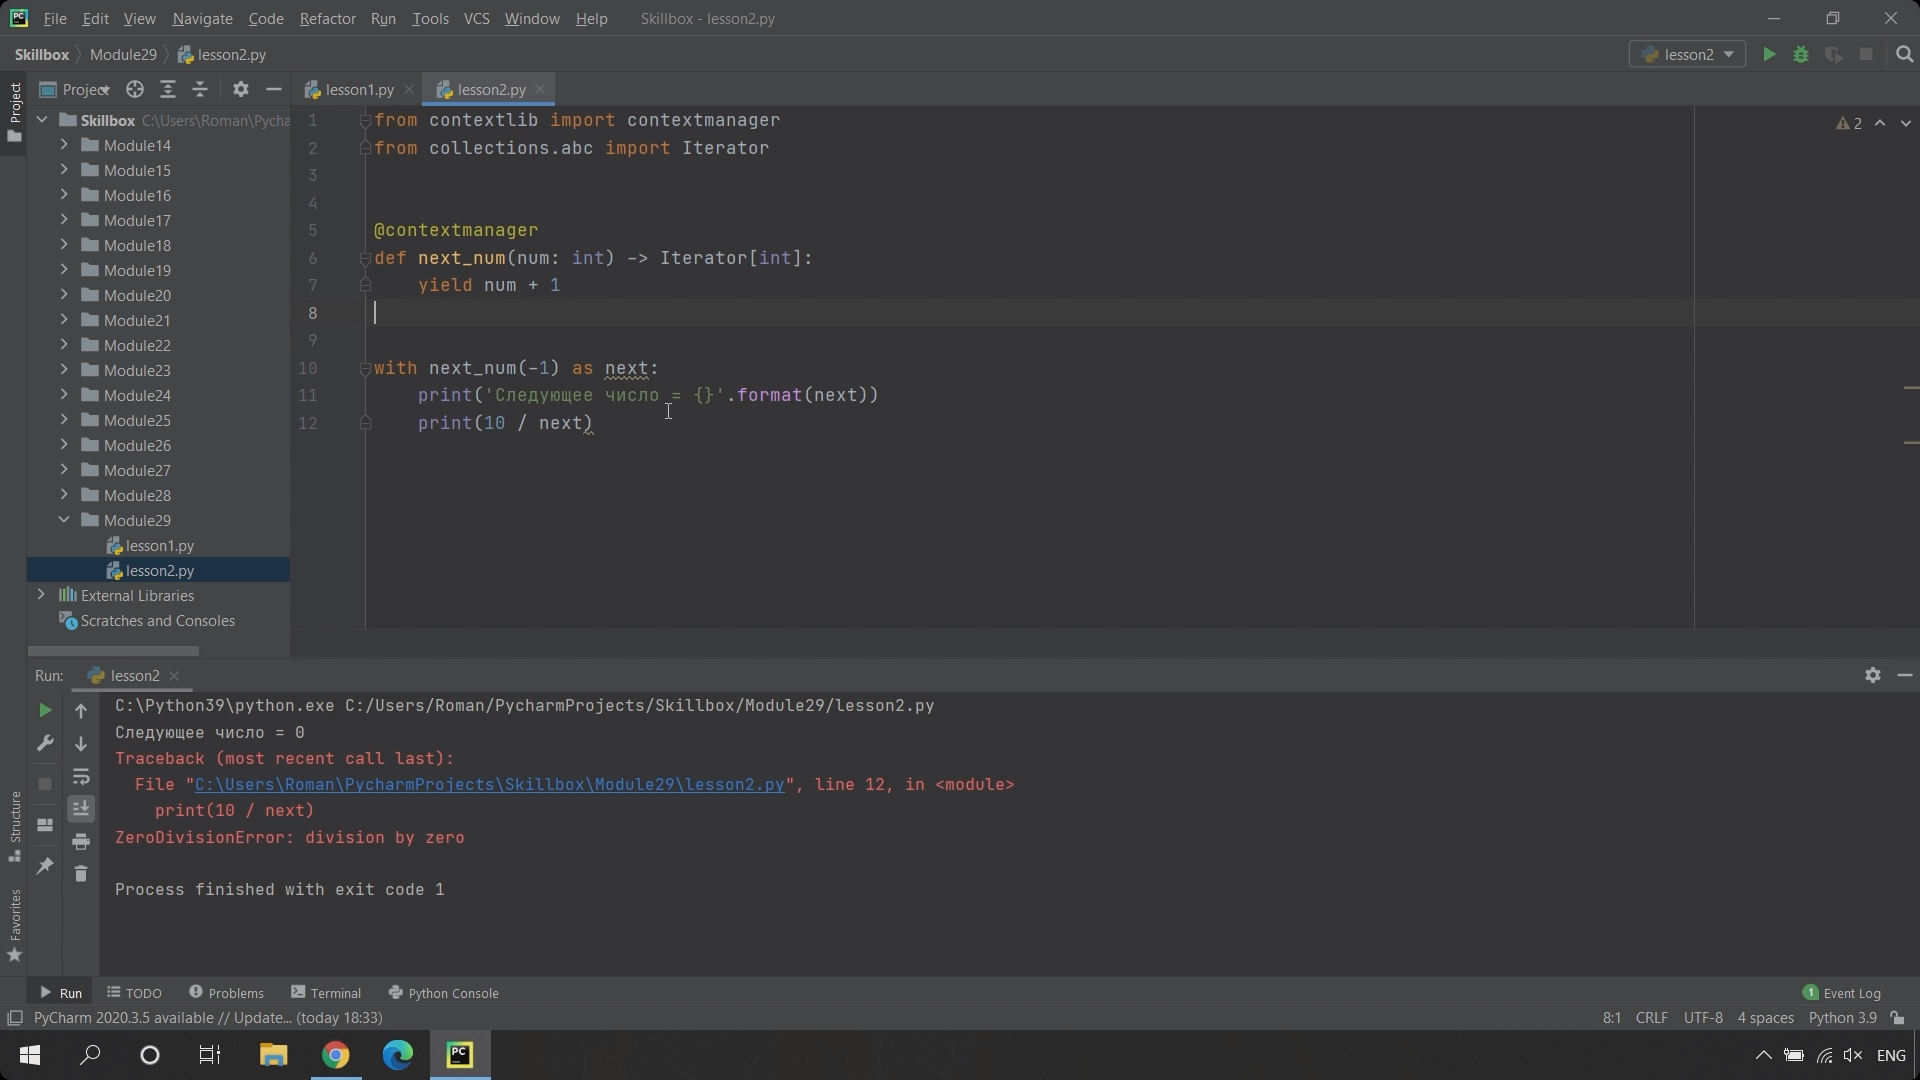 File Edit View Navigate Code Refactor Run Tools VCS Window Help Skillbox - lesson2.py
Skillbox Module29 lesson2.py lesson2
Project lesson1.py lesson2.py
Project
Skillbox C:\Users\Roman\Pycha
Module14
Module15
Module16
Module17
Module18
Module19
Module20
Module21
Module22
Module23
Module24
Module25
Module26
Module27
Module28
Module29
lesson1.py
lesson2.py
External Libraries
Scratches and Consoles
1 from contextlib import contextmanager
2 from collections.abc import Iterator
3
4
5 @contextmanager
6 def next_num(num: int) -> Iterator[int]:
7 yield num + 1
8
9
10 with next_num(-1) as next:
11 print('Следующее число = {}'.format(next))
12 print(10 / next)
2
Run: lesson2
C:\Python39\python.exe C:/Users/Roman/PycharmProjects/Skillbox/Module29/lesson2.py
Следующее число = 0
Traceback (most recent call last):
File "C:\Users\Roman\PycharmProjects\Skillbox\Module29\lesson2.py", line 12, in <module>
print(10 / next)
ZeroDivisionError: division by zero
Process finished with exit code 1
Structure
Favorites
Run TODO Problems Terminal Python Console 1 Event Log
PyCharm 2020.3.5 available // Update... (today 18:33) 8:1 CRLF UTF-8 4 spaces Python 3.9
PC ENG